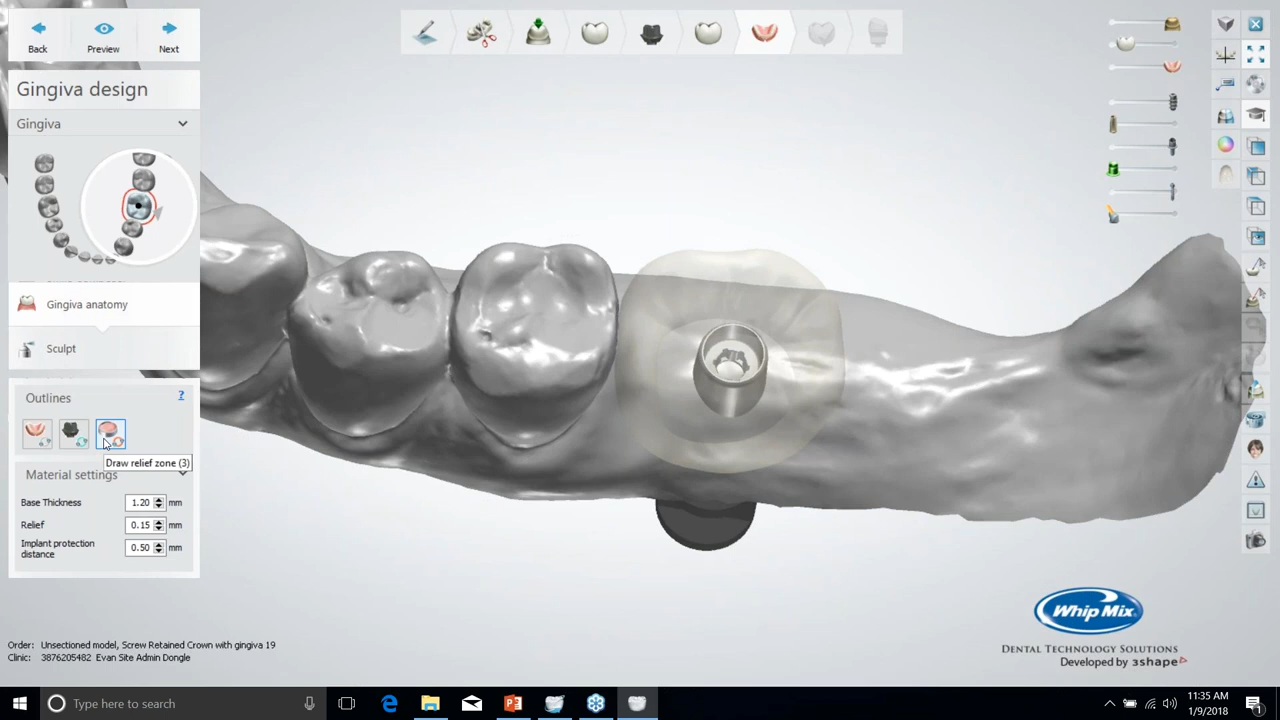 Back
Preview
Next
Gingiva design
Gingiva
Gingiva anatomy
Sculpt
Outlines
?
Draw relief zone (3)
Material settings
Base Thickness 1.20 mm
Relief 0.15 mm
Implant protection
distance 0.50 mm
Whip Mix
DENTAL TECHNOLOGY SOLUTIONS
Developed by 3shape
Order: Unsectioned model, Screw Retained Crown with gingiva 19
Clinic: 3876205482 Evan Site Admin Dongle
Type here to search
11:35 AM
1/9/2018
1